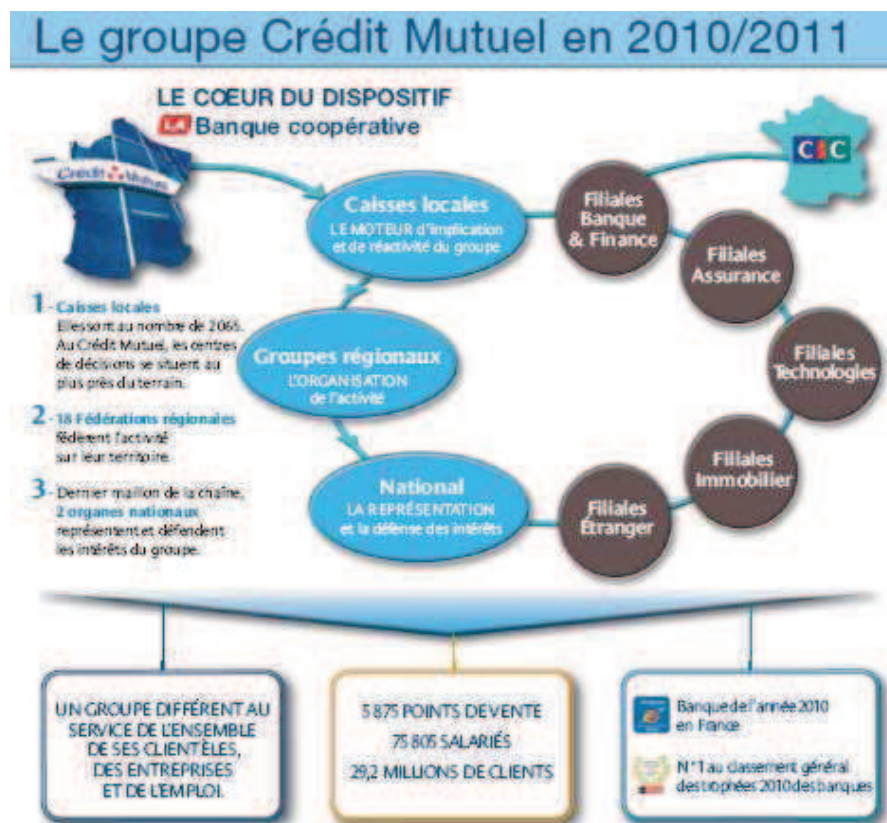 Le groupe Crédit Mutuel en 2010/2011
LE CŒUR DU DISPOSITIF
LA Banque coopérative
Crédit Mutuel
CIC
Caisses locales
LE MOTEUR d'implication
et de réactivité du groupe
Filiales
Banque
& Finance
Filiales
Assurance
Filiales
Technologies
Filiales
Immobilier
Filiales
Étranger
Groupes régionaux
L'ORGANISATION
de l'activité
National
LA REPRÉSENTATION
et la défense des intérêts
1 - Caisses locales
Elles sont au nombre de 2065.
Au Crédit Mutuel, les centres
de décisions se situent au
plus près du terrain.
2 - 18 Fédérations régionales
fédèrent l'activité
sur leur territoire.
3 - Dernier maillon de la chaîne,
2 organes nationaux
représentent et défendent
les intérêts du groupe.
UN GROUPE DIFFÉRENT AU
SERVICE DE L'ENSEMBLE
DE SES CLIENTÈLES,
DES ENTREPRISES
ET DE L'EMPLOI.
5 875 POINTS DE VENTE
75 805 SALARIÉS
29,2 MILLIONS DE CLIENTS
Banque de l'année 2010
en France
N°1 au classement général
des trophées 2010 des banques